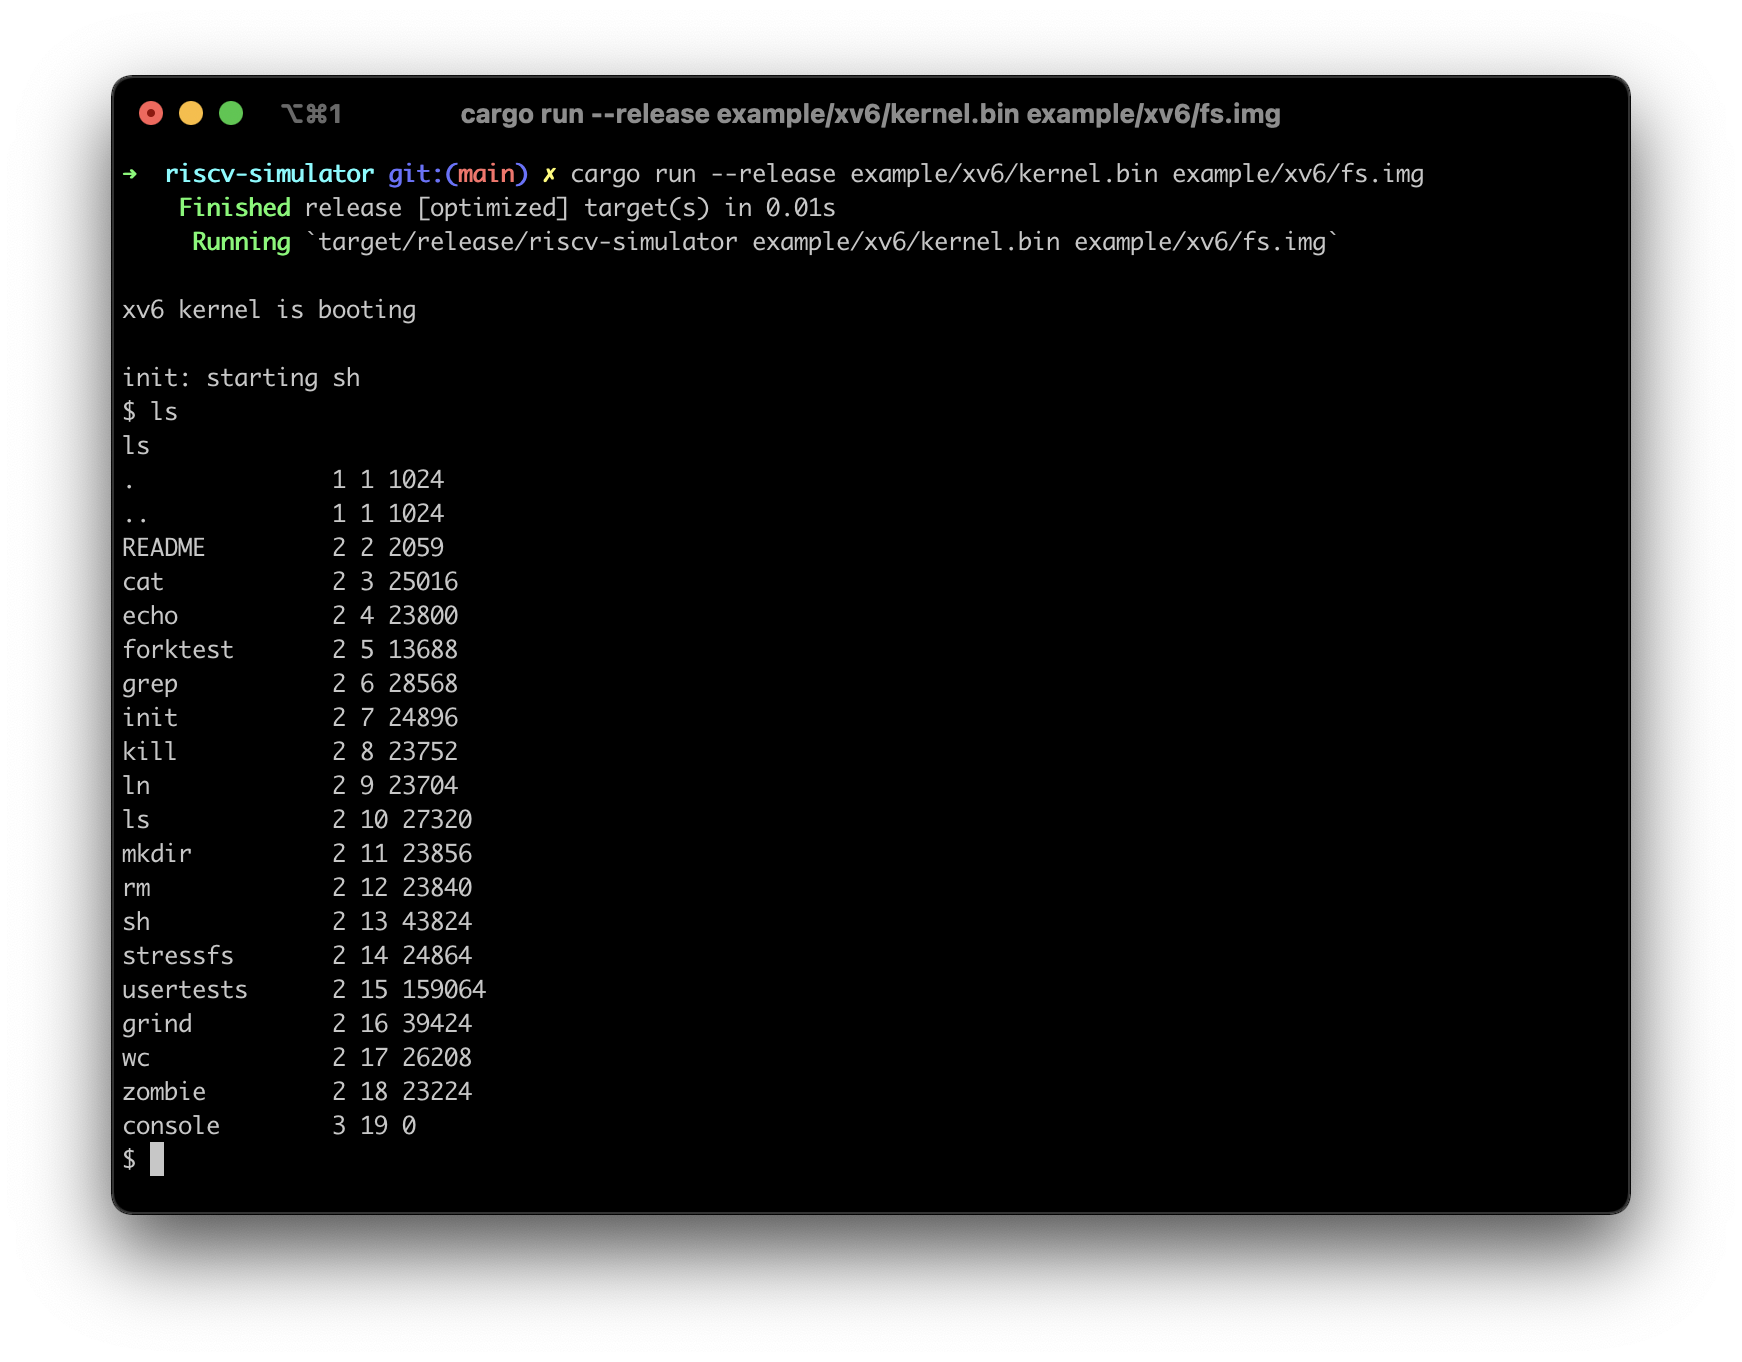 ⌥⌘1 cargo run --release example/xv6/kernel.bin example/xv6/fs.img
➜  riscv-simulator git:(main) ✗ cargo run --release example/xv6/kernel.bin example/xv6/fs.img
    Finished release [optimized] target(s) in 0.01s
     Running `target/release/riscv-simulator example/xv6/kernel.bin example/xv6/fs.img`
xv6 kernel is booting
init: starting sh
$ ls
ls
.              1 1 1024
..             1 1 1024
README         2 2 2059
cat            2 3 25016
echo           2 4 23800
forktest       2 5 13688
grep           2 6 28568
init           2 7 24896
kill           2 8 23752
ln             2 9 23704
ls             2 10 27320
mkdir          2 11 23856
rm             2 12 23840
sh             2 13 43824
stressfs       2 14 24864
usertests      2 15 159064
grind          2 16 39424
wc             2 17 26208
zombie         2 18 23224
console        3 19 0
$